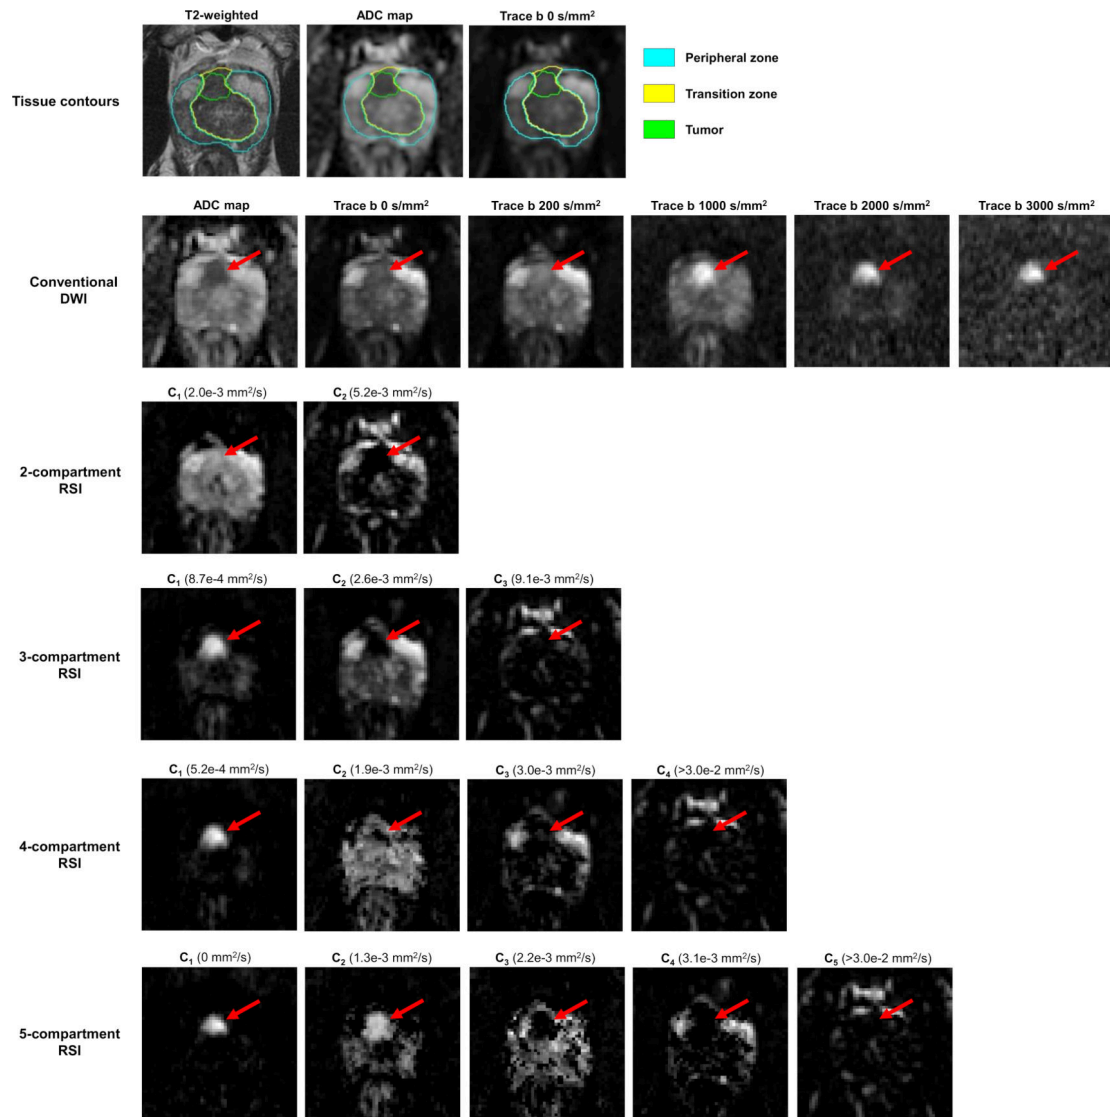 T2-weighted ADC map Trace b 0 s/mm²
Tissue contours
Peripheral zone
Transition zone
Tumor
ADC map Trace b 0 s/mm² Trace b 200 s/mm² Trace b 1000 s/mm² Trace b 2000 s/mm² Trace b 3000 s/mm²
Conventional
DWI
C₁ (2.0e-3 mm²/s) C₂ (5.2e-3 mm²/s)
2-compartment
RSI
C₁ (8.7e-4 mm²/s) C₂ (2.6e-3 mm²/s) C₃ (9.1e-3 mm²/s)
3-compartment
RSI
C₁ (5.2e-4 mm²/s) C₂ (1.9e-3 mm²/s) C₃ (3.0e-3 mm²/s) C₄ (>3.0e-2 mm²/s)
4-compartment
RSI
C₁ (0 mm²/s) C₂ (1.3e-3 mm²/s) C₃ (2.2e-3 mm²/s) C₄ (3.1e-3 mm²/s) C₅ (>3.0e-2 mm²/s)
5-compartment
RSI